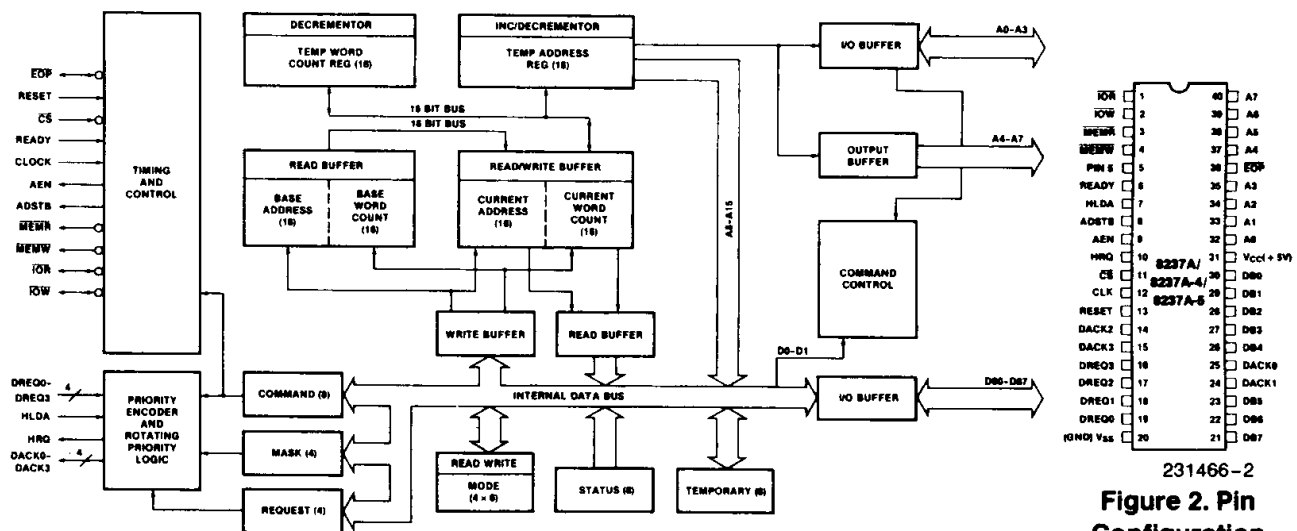 EOP
RESET
CS
READY
CLOCK
AEN
ADSTB
MEMR
MEMW
IOR
IOW
TIMING
AND
CONTROL
DREQ0-
DREQ3
4
HLDA
HRQ
DACK0-
DACK3
4
PRIORITY
ENCODER
AND
ROTATING
PRIORITY
LOGIC
DECREMENTOR
TEMP WORD
COUNT REG (16)
INC/DECREMENTOR
TEMP ADDRESS
REG (16)
16 BIT BUS
16 BIT BUS
READ BUFFER
BASE
ADDRESS
(16)
BASE
WORD
COUNT
(16)
READ/WRITE BUFFER
CURRENT
ADDRESS
(16)
CURRENT
WORD
COUNT
(16)
WRITE BUFFER
READ BUFFER
A8-A15
D0-D1
COMMAND (8)
MASK (4)
REQUEST (4)
INTERNAL DATA BUS
READ WRITE
MODE
(4 × 6)
STATUS (8)
TEMPORARY (8)
I/O BUFFER
A0-A3
OUTPUT
BUFFER
A4-A7
COMMAND
CONTROL
I/O BUFFER
DB0-DB7
IOR 1 40 A7
IOW 2 39 A6
MEMR 3 38 A5
MEMW 4 37 A4
PIN 5 5 36 EOP
READY 6 35 A3
HLDA 7 34 A2
ADSTB 8 33 A1
AEN 9 32 A0
HRQ 10 31 VCC(+5V)
CS 11 30 DB0
CLK 12 29 DB1
RESET 13 28 DB2
DACK2 14 27 DB3
DACK3 15 26 DB4
DREQ3 16 25 DACK0
DREQ2 17 24 DACK1
DREQ1 18 23 DB5
DREQ0 19 22 DB6
(GND) VSS 20 21 DB7
8237A/
8237A-4/
8237A-5
231466-2
Figure 2. Pin
Configuration